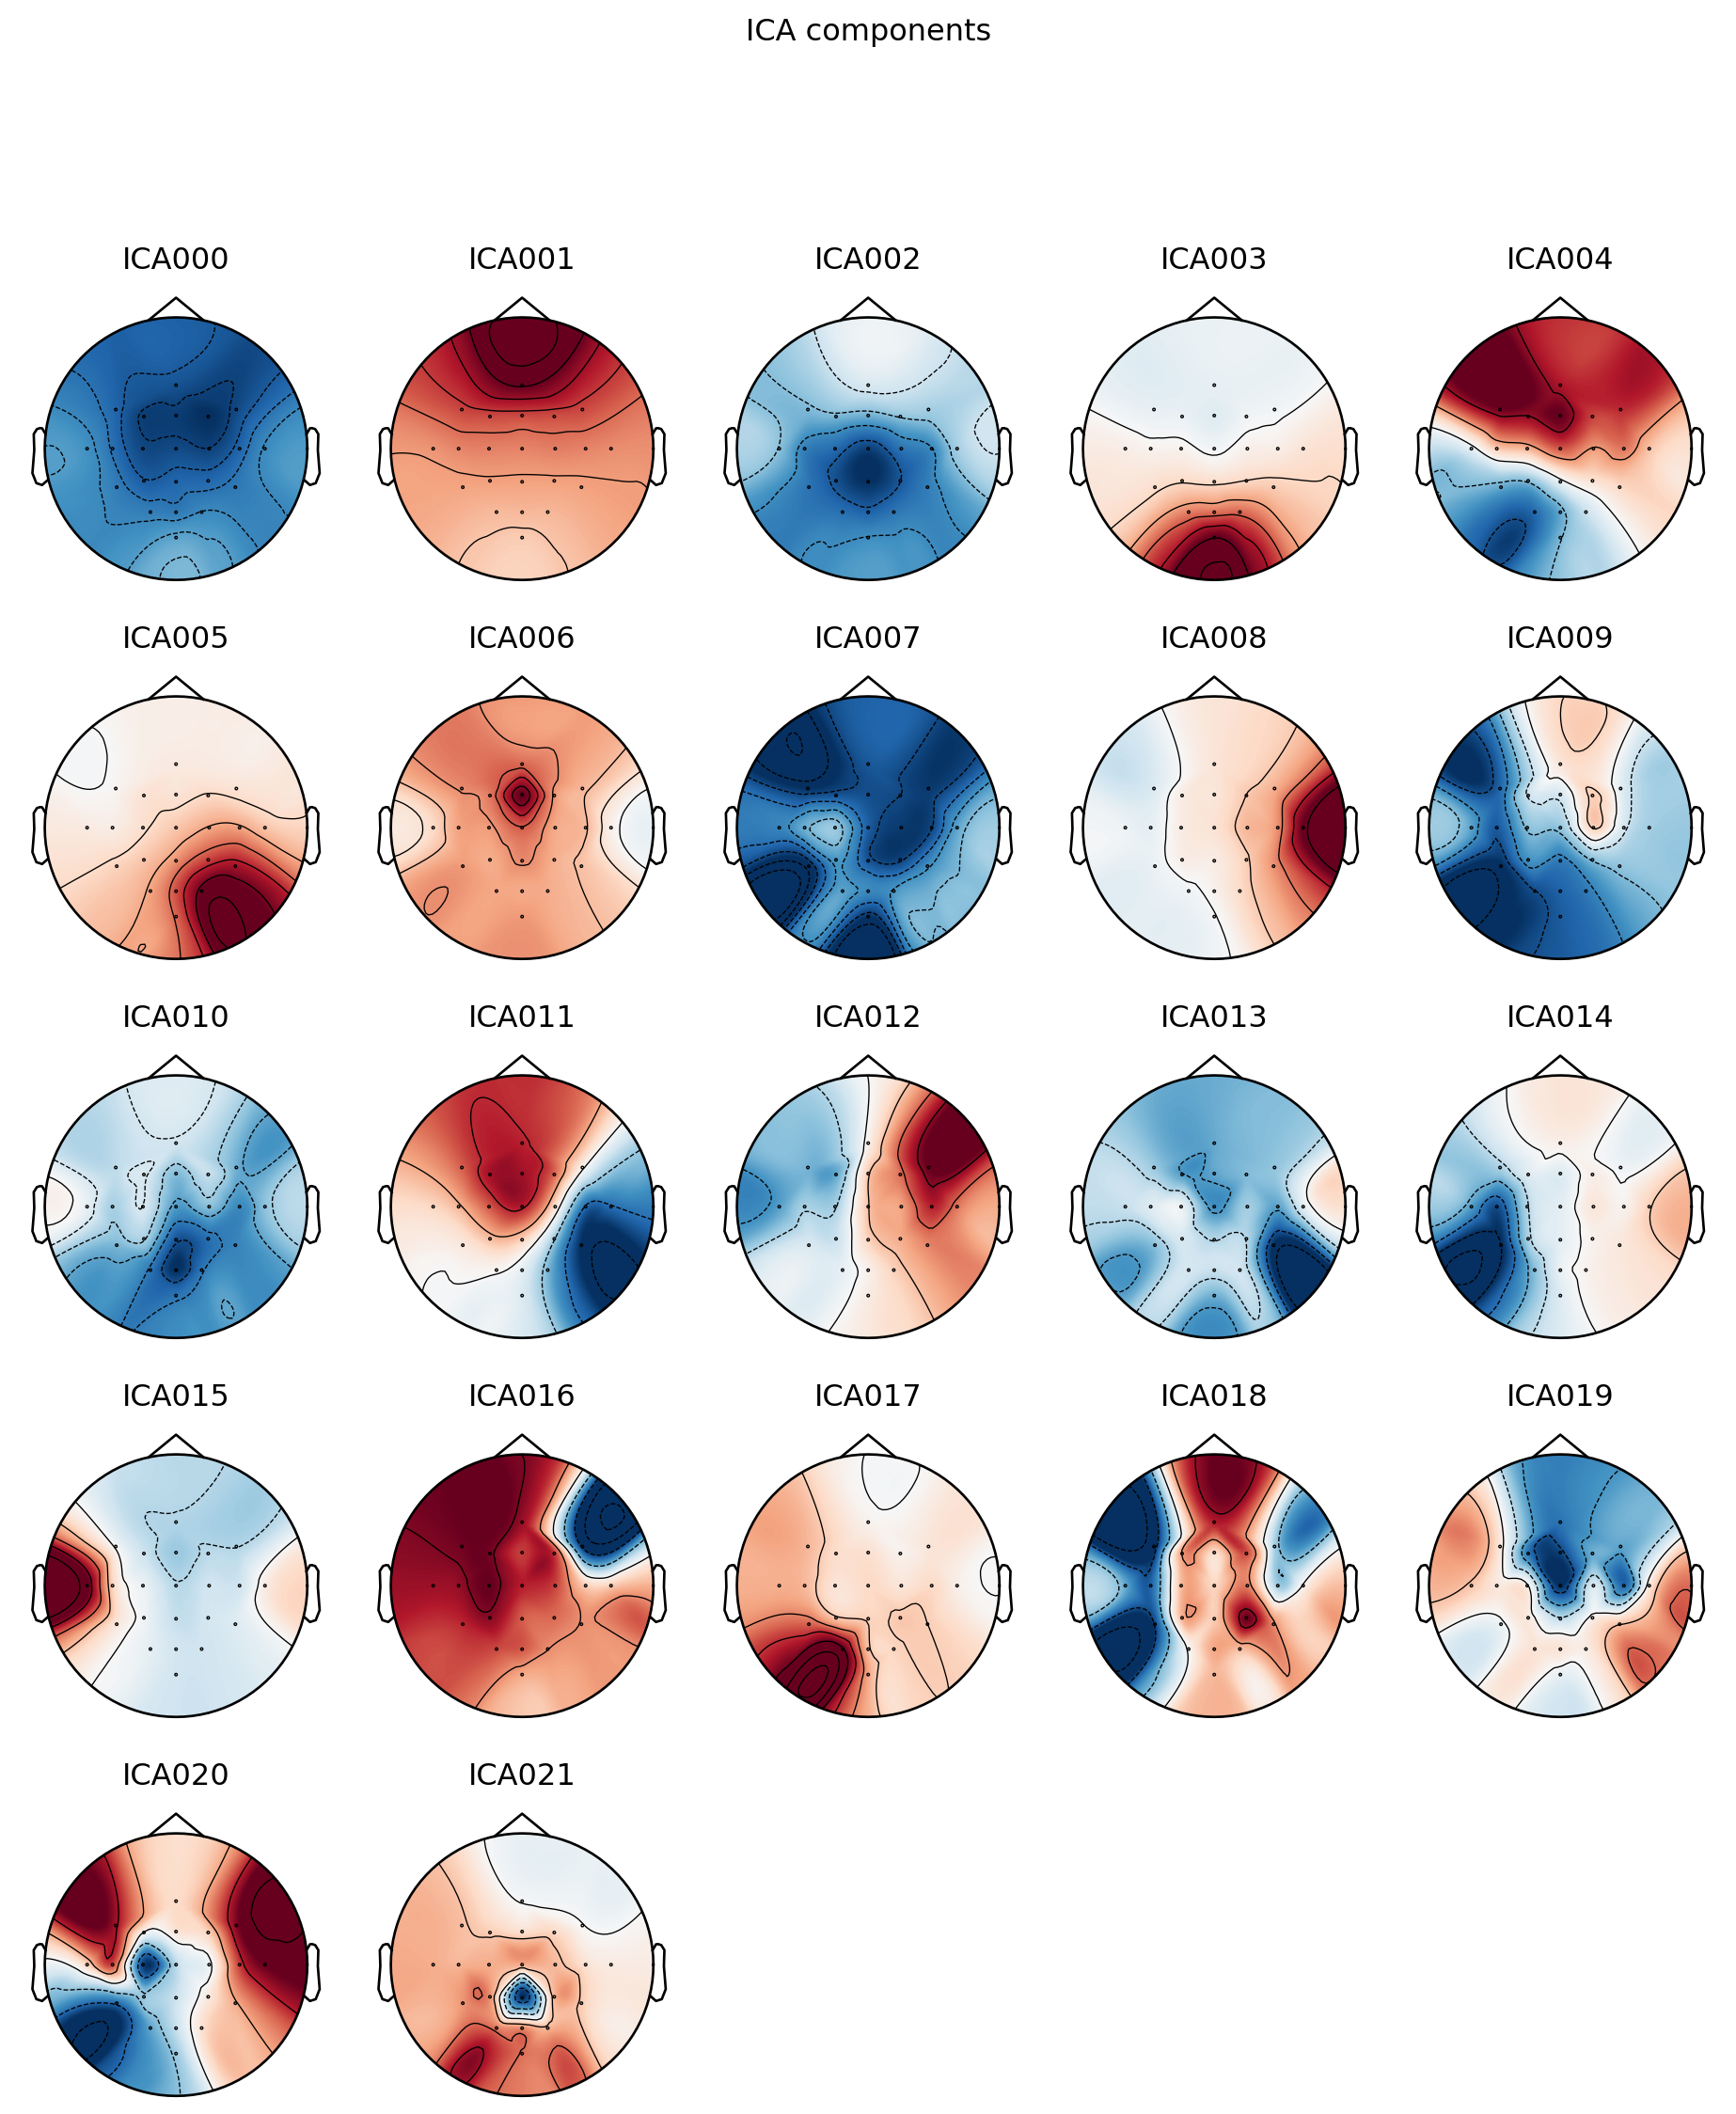 ICA components
ICA000 ICA001 ICA002 ICA003 ICA004
ICA005 ICA006 ICA007 ICA008 ICA009
ICA010 ICA011 ICA012 ICA013 ICA014
ICA015 ICA016 ICA017 ICA018 ICA019
ICA020 ICA021